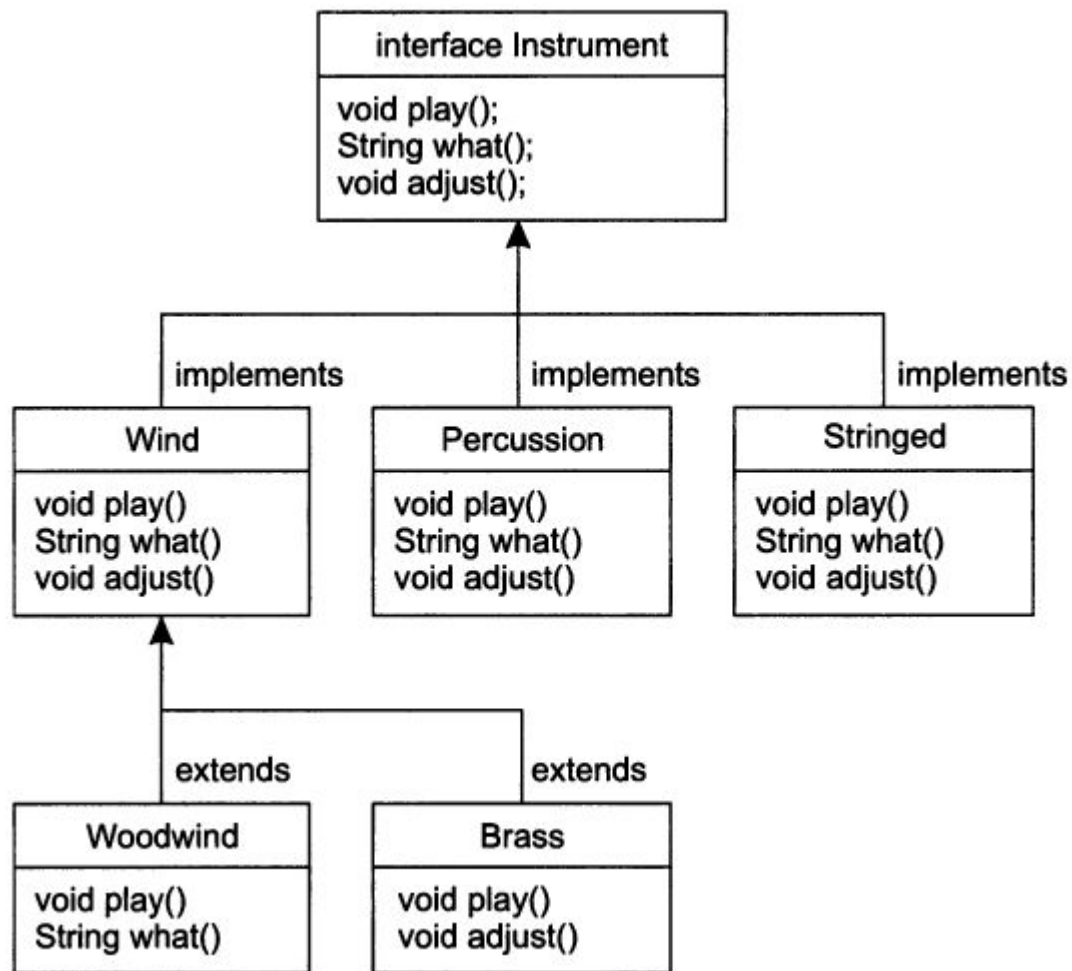 interface Instrument
void play();
String what();
void adjust();
implements
implements
implements
Wind
void play()
String what()
void adjust()
Percussion
void play()
String what()
void adjust()
Stringed
void play()
String what()
void adjust()
extends
extends
Woodwind
void play()
String what()
Brass
void play()
void adjust()